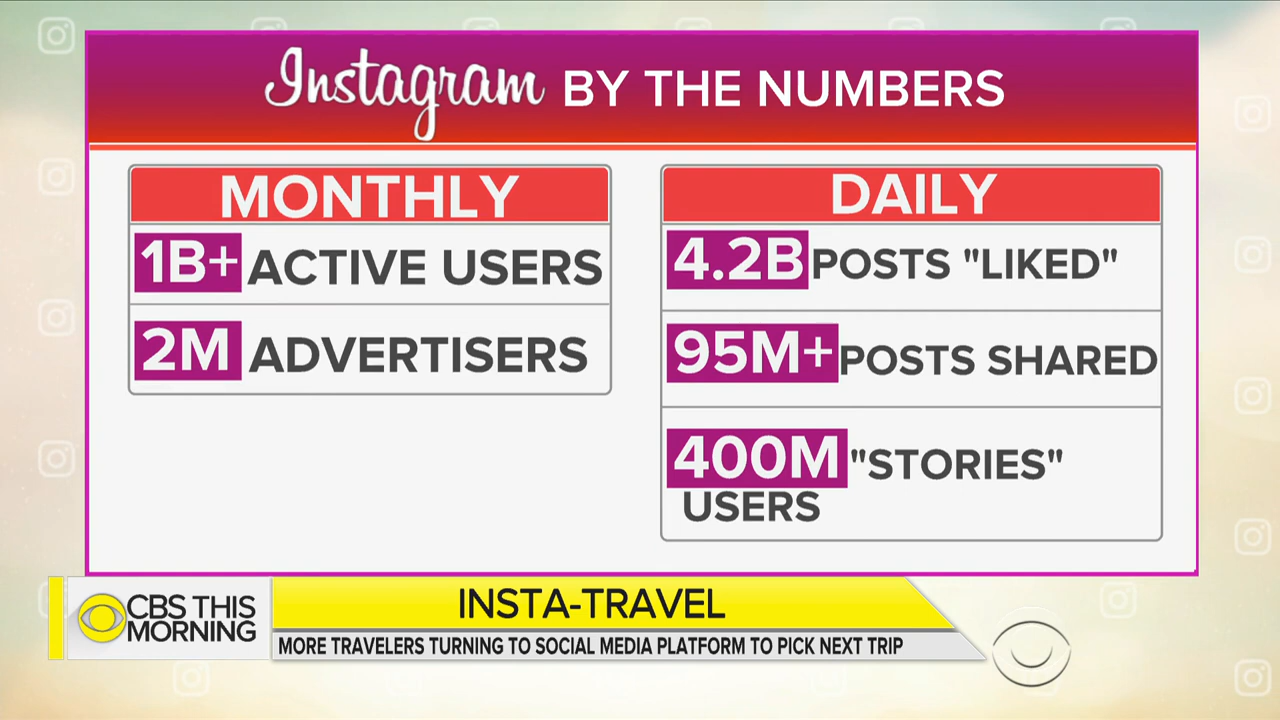 Instagram BY THE NUMBERS
MONTHLY
1B+ ACTIVE USERS
2M ADVERTISERS
DAILY
4.2B POSTS "LIKED"
95M+ POSTS SHARED
400M "STORIES"
USERS
CBS THIS
MORNING
INSTA-TRAVEL
MORE TRAVELERS TURNING TO SOCIAL MEDIA PLATFORM TO PICK NEXT TRIP